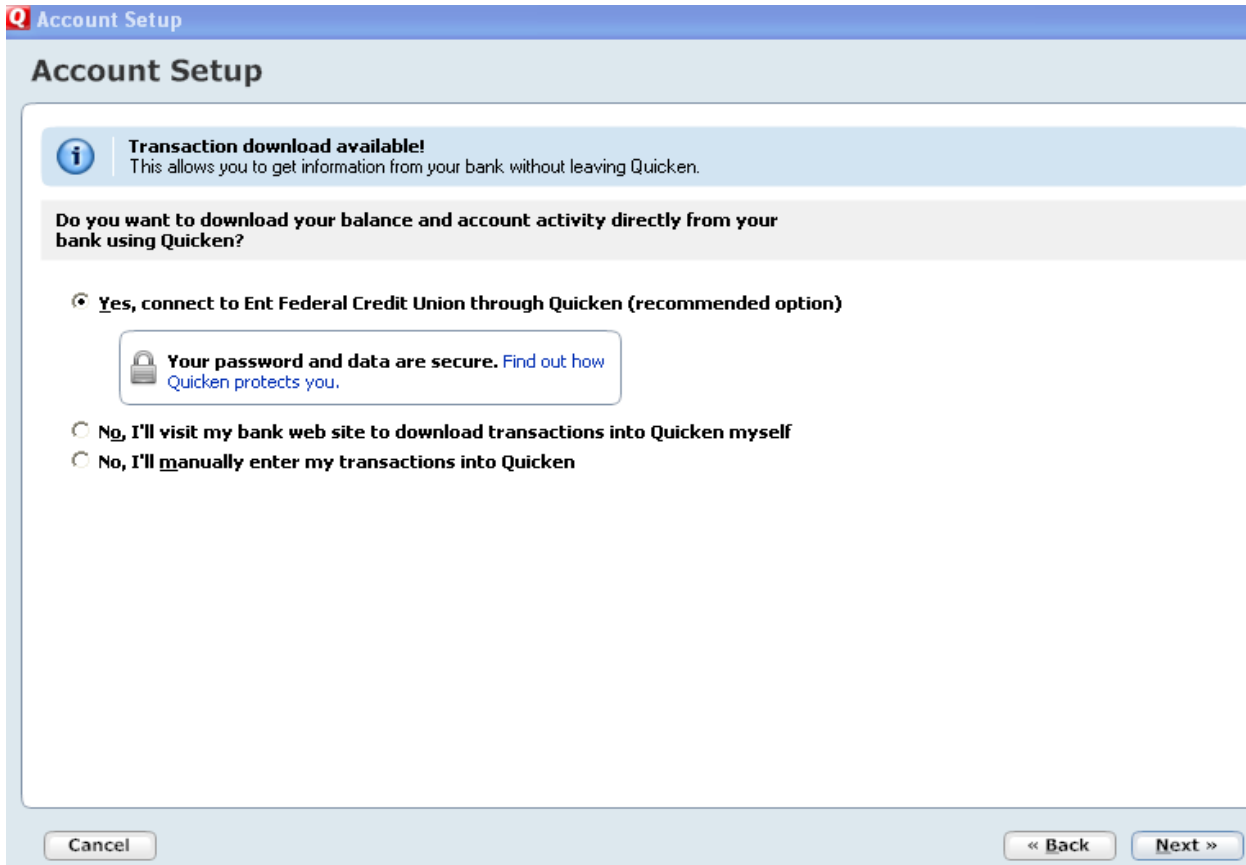 Q Account Setup
Account Setup
Transaction download available!
This allows you to get information from your bank without leaving Quicken.
Do you want to download your balance and account activity directly from your
bank using Quicken?
Yes, connect to Ent Federal Credit Union through Quicken (recommended option)
Your password and data are secure. Find out how
Quicken protects you.
No, I'll visit my bank web site to download transactions into Quicken myself
No, I'll manually enter my transactions into Quicken
Cancel
« Back
Next »